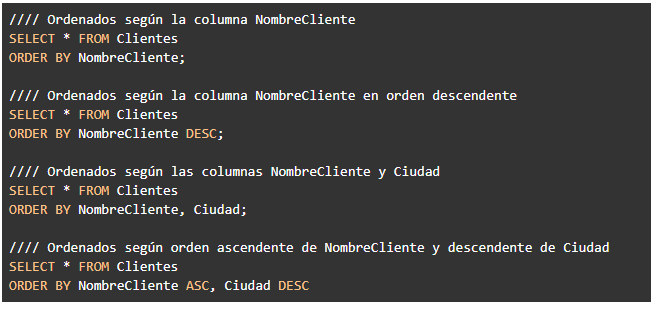 //// Ordenados según la columna NombreCliente
SELECT * FROM Clientes
ORDER BY NombreCliente;
//// Ordenados según la columna NombreCliente en orden descendente
SELECT * FROM Clientes
ORDER BY NombreCliente DESC;
//// Ordenados según las columnas NombreCliente y Ciudad
SELECT * FROM Clientes
ORDER BY NombreCliente, Ciudad;
//// Ordenados según orden ascendente de NombreCliente y descendente de Ciudad
SELECT * FROM Clientes
ORDER BY NombreCliente ASC, Ciudad DESC